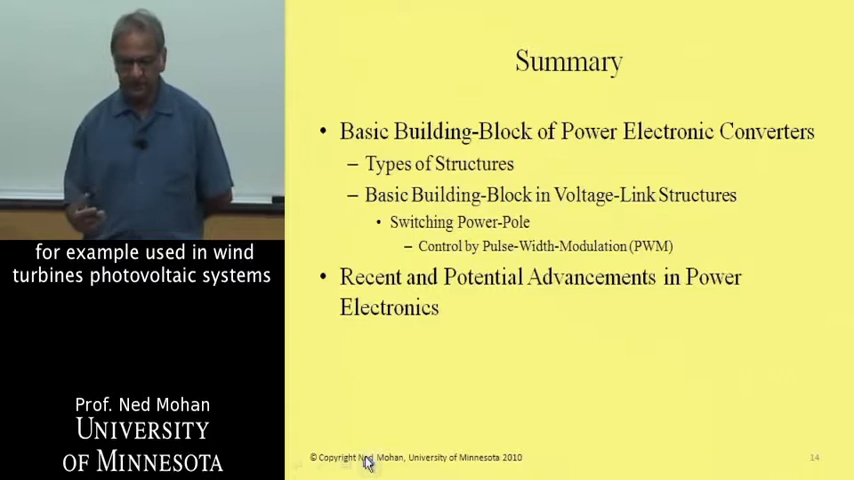 Summary
• Basic Building-Block of Power Electronic Converters
– Types of Structures
– Basic Building-Block in Voltage-Link Structures
• Switching Power-Pole
– Control by Pulse-Width-Modulation (PWM)
• Recent and Potential Advancements in Power
Electronics
for example used in wind
turbines photovoltaic systems
Prof. Ned Mohan
UNIVERSITY
OF MINNESOTA
© Copyright Ned Mohan, University of Minnesota 2010
14